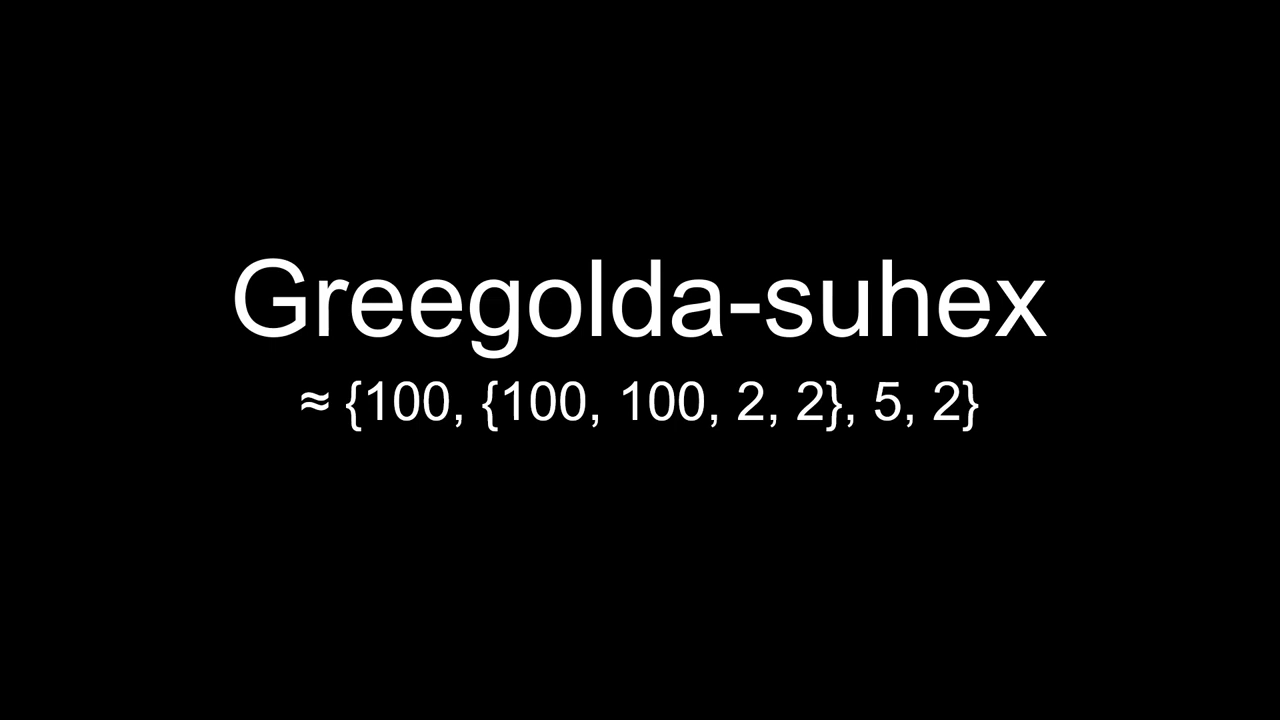 Greegolda-suhex
≈ {100, {100, 100, 2, 2}, 5, 2}